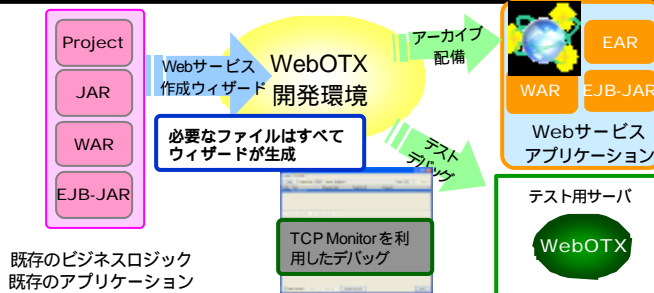 Project
JAR
WAR
EJB-JAR
既存のビジネスロジック
既存のアプリケーション
Webサービス
作成ウィザード
WebOTX
開発環境
必要なファイルはすべて
ウィザードが生成
アーカイブ
配備
テスト
デバッグ
TCP Monitorを利
用したデバッグ
EAR
WAR
EJB-JAR
Webサービス
アプリケーション
テスト用サーバ
WebOTX